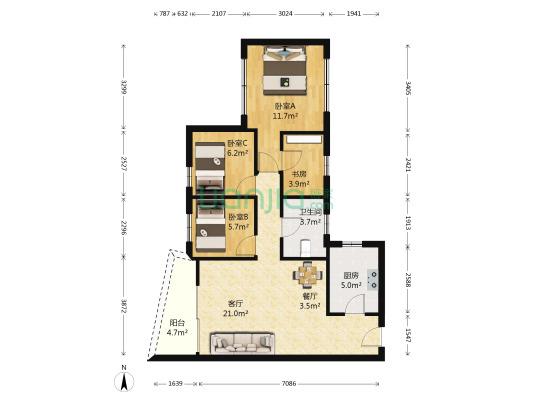 787 632 2107 3024 1941
3299
3405
卧室A
11.7m²
2527
卧室C
6.2m²
书房
3.9m²
2421
卧室B
5.7m²
卫生间
3.7m²
2296
1913
厨房
5.0m²
2588
客厅
21.0m²
餐厅
3.5m²
3872
阳台
4.7m²
1547
N
1639 7086